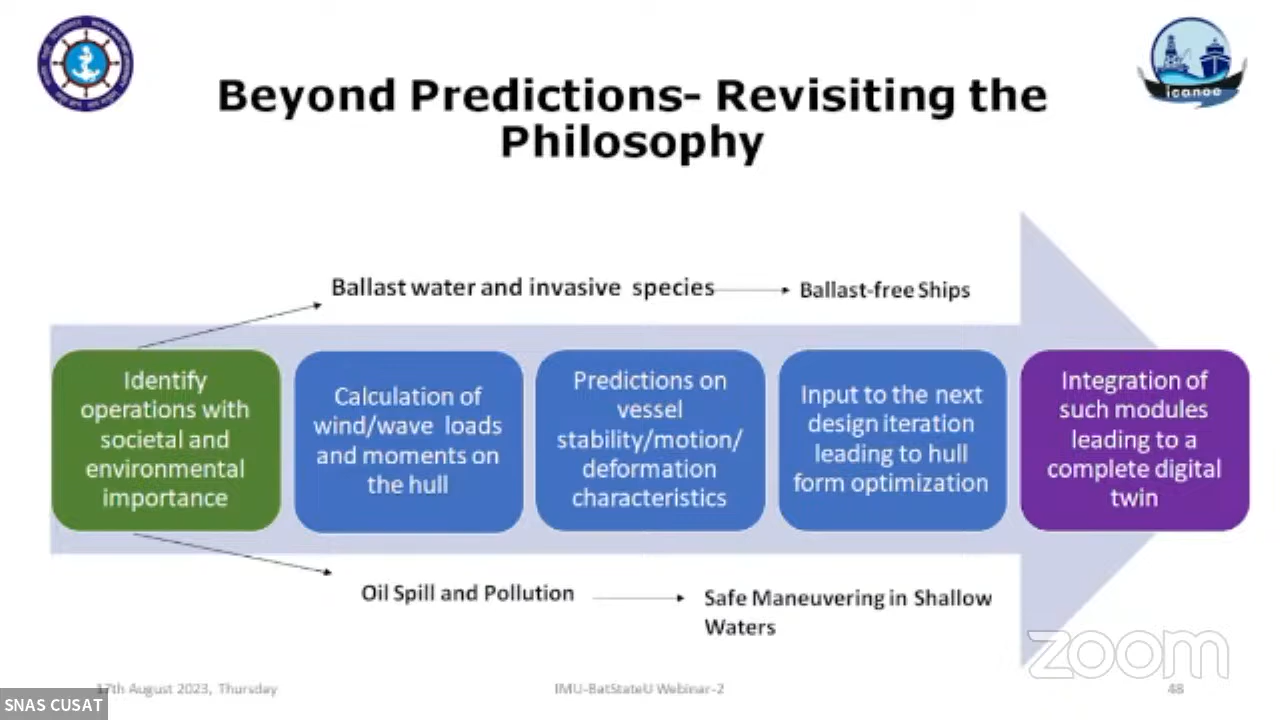 Beyond Predictions- Revisiting the
Philosophy
Ballast water and invasive species
Ballast-free Ships
Identify
operations with
societal and
environmental
importance
Calculation of
wind/wave loads
and moments on
the hull
Predictions on
vessel
stability/motion/
deformation
characteristics
Input to the next
design iteration
leading to hull
form optimization
Integration of
such modules
leading to a
complete digital
twin
Oil Spill and Pollution
Safe Maneuvering in Shallow
Waters
icanoe
zoom
17th August 2023, Thursday
IMU-BatStateU Webinar-2
48
SNAS CUSAT